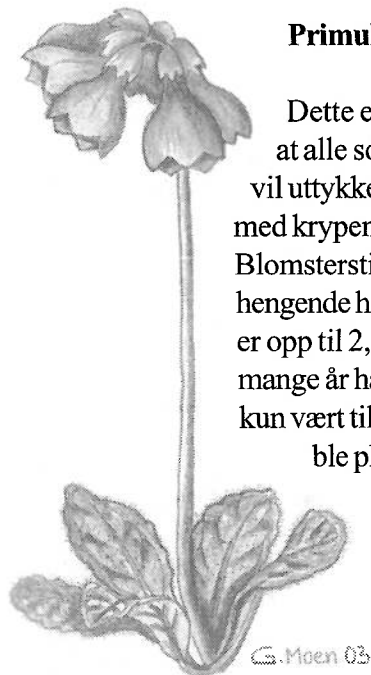 Primul
Dette e
at alle so
vil uttykke
med krypen
Blomstersti
hengende h
er opp til 2,
mange år ha
kun vært til
ble pl
G. Moen 03